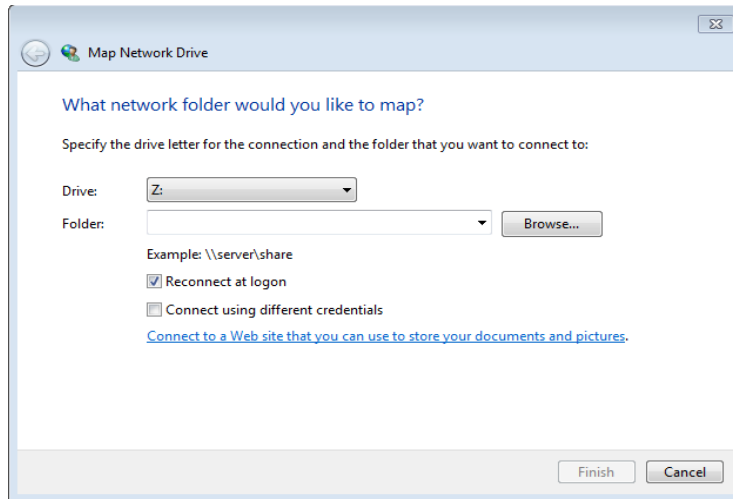 Map Network Drive
What network folder would you like to map?
Specify the drive letter for the connection and the folder that you want to connect to:
Drive: Z:
Folder: Browse...
Example: \\server\share
Reconnect at logon
Connect using different credentials
Connect to a Web site that you can use to store your documents and pictures.
Finish Cancel